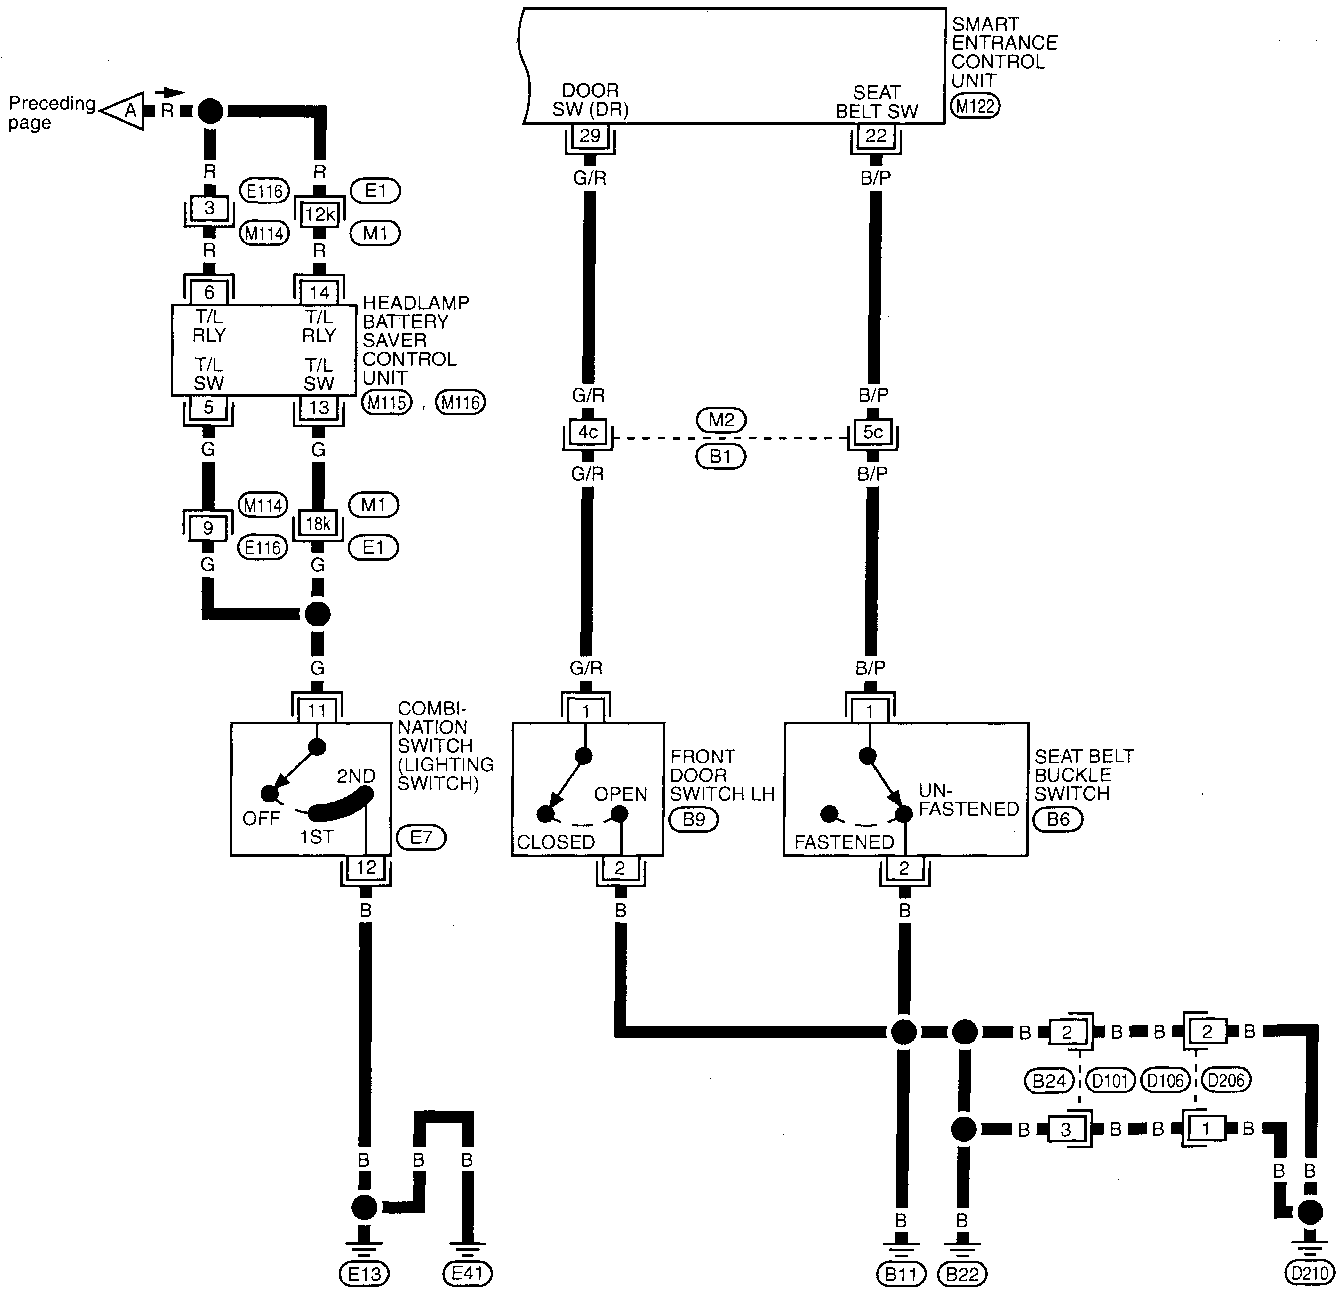 SMART
ENTRANCE
CONTROL
UNIT
M122
DOOR
SW (DR)
SEAT
BELT SW
29
22
Preceding
page
A
R
G/R
B/P
R
R
E116
E1
3
12k
M114
M1
R
R
6
14
T/L
RLY
T/L
RLY
T/L
SW
T/L
SW
HEADLAMP
BATTERY
SAVER
CONTROL
UNIT
M115 , M116
5
13
G/R
B/P
4c
M2
B1
5c
G/R
B/P
G
G
M114
M1
9
18k
E116
E1
G
G
G
G/R
B/P
11
1
1
COMBI-
NATION
SWITCH
(LIGHTING
SWITCH)
E7
OFF
1ST
2ND
FRONT
DOOR
SWITCH LH
B9
OPEN
CLOSED
SEAT BELT
BUCKLE
SWITCH
B6
UN-
FASTENED
FASTENED
12
2
2
B
B
B
B
2
B
B
2
B
B24
D101
D106
D206
B
3
B
B
1
B
B
B
B
B
B
B
B
E13
E41
B11
B22
D210